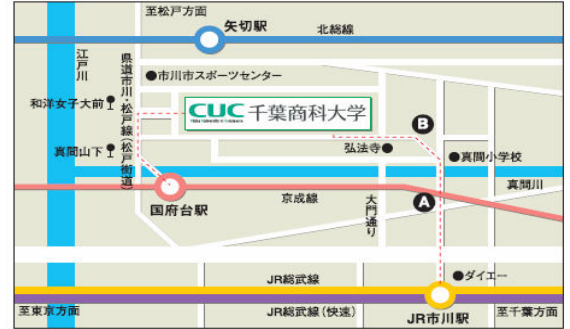 至松戸方面
矢切駅
北総線
江戸川
県道市川・松戸線(松戸街道)
●市川市スポーツセンター
和洋女子大前
CUC 千葉商科大学
B
真間山下
弘法寺●
●真間小学校
真間川
国府台駅
京成線
大門通り
A
JR総武線
●ダイエー
至東京方面
JR総武線(快速)
JR市川駅
至千葉方面